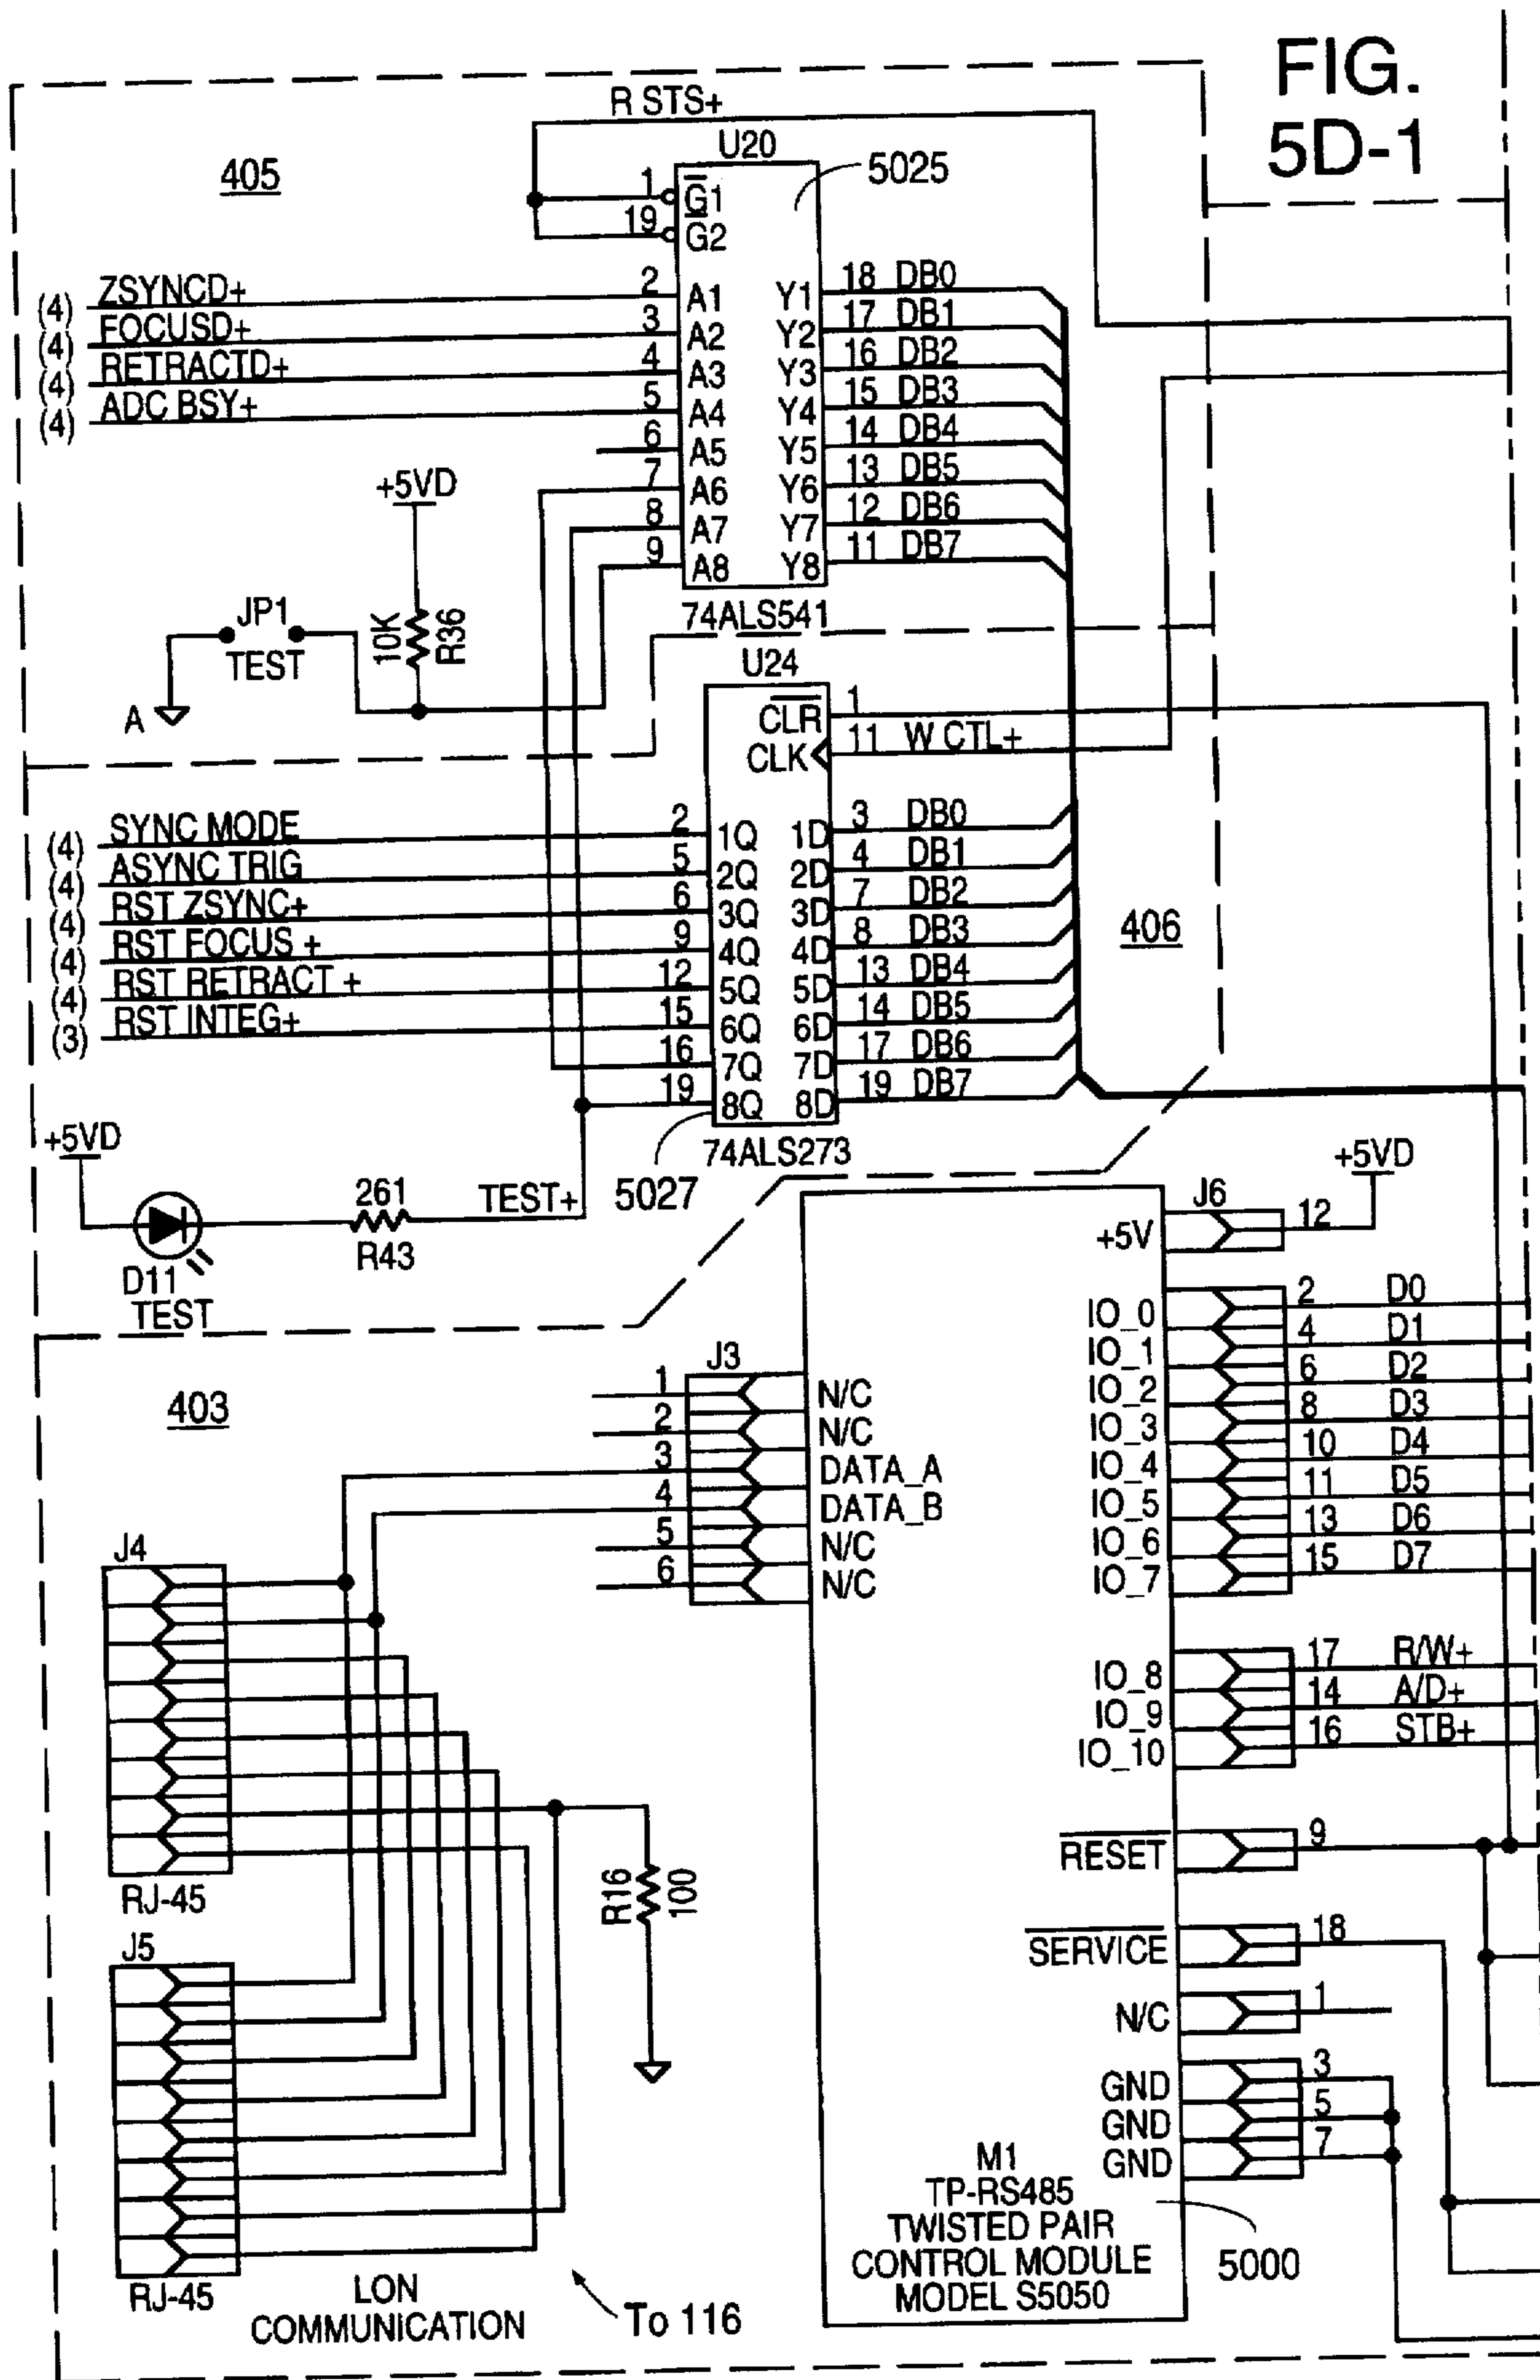 FIG.
5D-1
R STS+
U20
405
5025
1 G1
19 G2
(4) ZSYNCD+ 2 A1 Y1 18 DB0
(4) FOCUSD+ 3 A2 Y2 17 DB1
(4) RETRACTD+ 4 A3 Y3 16 DB2
(4) ADC BSY+ 5 A4 Y4 15 DB3
6 A5 Y5 14 DB4
7 A6 Y6 13 DB5
8 A7 Y7 12 DB6
9 A8 Y8 11 DB7
+5VD
JP1
TEST
10K
R36
A
74ALS541
U24
CLR 1
CLK 11 W CTL+
(4) SYNC MODE 2 1Q 1D 3 DB0
(4) ASYNC TRIG 5 2Q 2D 4 DB1
(4) RST ZSYNC+ 6 3Q 3D 7 DB2
(4) RST FOCUS + 9 4Q 4D 8 DB3
(4) RST RETRACT + 12 5Q 5D 13 DB4
(3) RST INTEG+ 15 6Q 6D 14 DB5
16 7Q 7D 17 DB6
19 8Q 8D 19 DB7
406
74ALS273
5027
+5VD
261
TEST+
R43
D11
TEST
+5VD
J6
+5V 12
IO_0 2 D0
IO_1 4 D1
IO_2 6 D2
IO_3 8 D3
IO_4 10 D4
IO_5 11 D5
IO_6 13 D6
IO_7 15 D7
403
J3
1 N/C
2 N/C
3 DATA_A
4 DATA_B
5 N/C
6 N/C
IO_8 17 R/W+
IO_9 14 A/D+
IO_10 16 STB+
RESET 9
SERVICE 18
N/C 1
GND 3
GND 5
GND 7
J4
RJ-45
R16
100
J5
RJ-45
LON
COMMUNICATION
To 116
M1
TP-RS485
TWISTED PAIR
CONTROL MODULE
MODEL S5050
5000